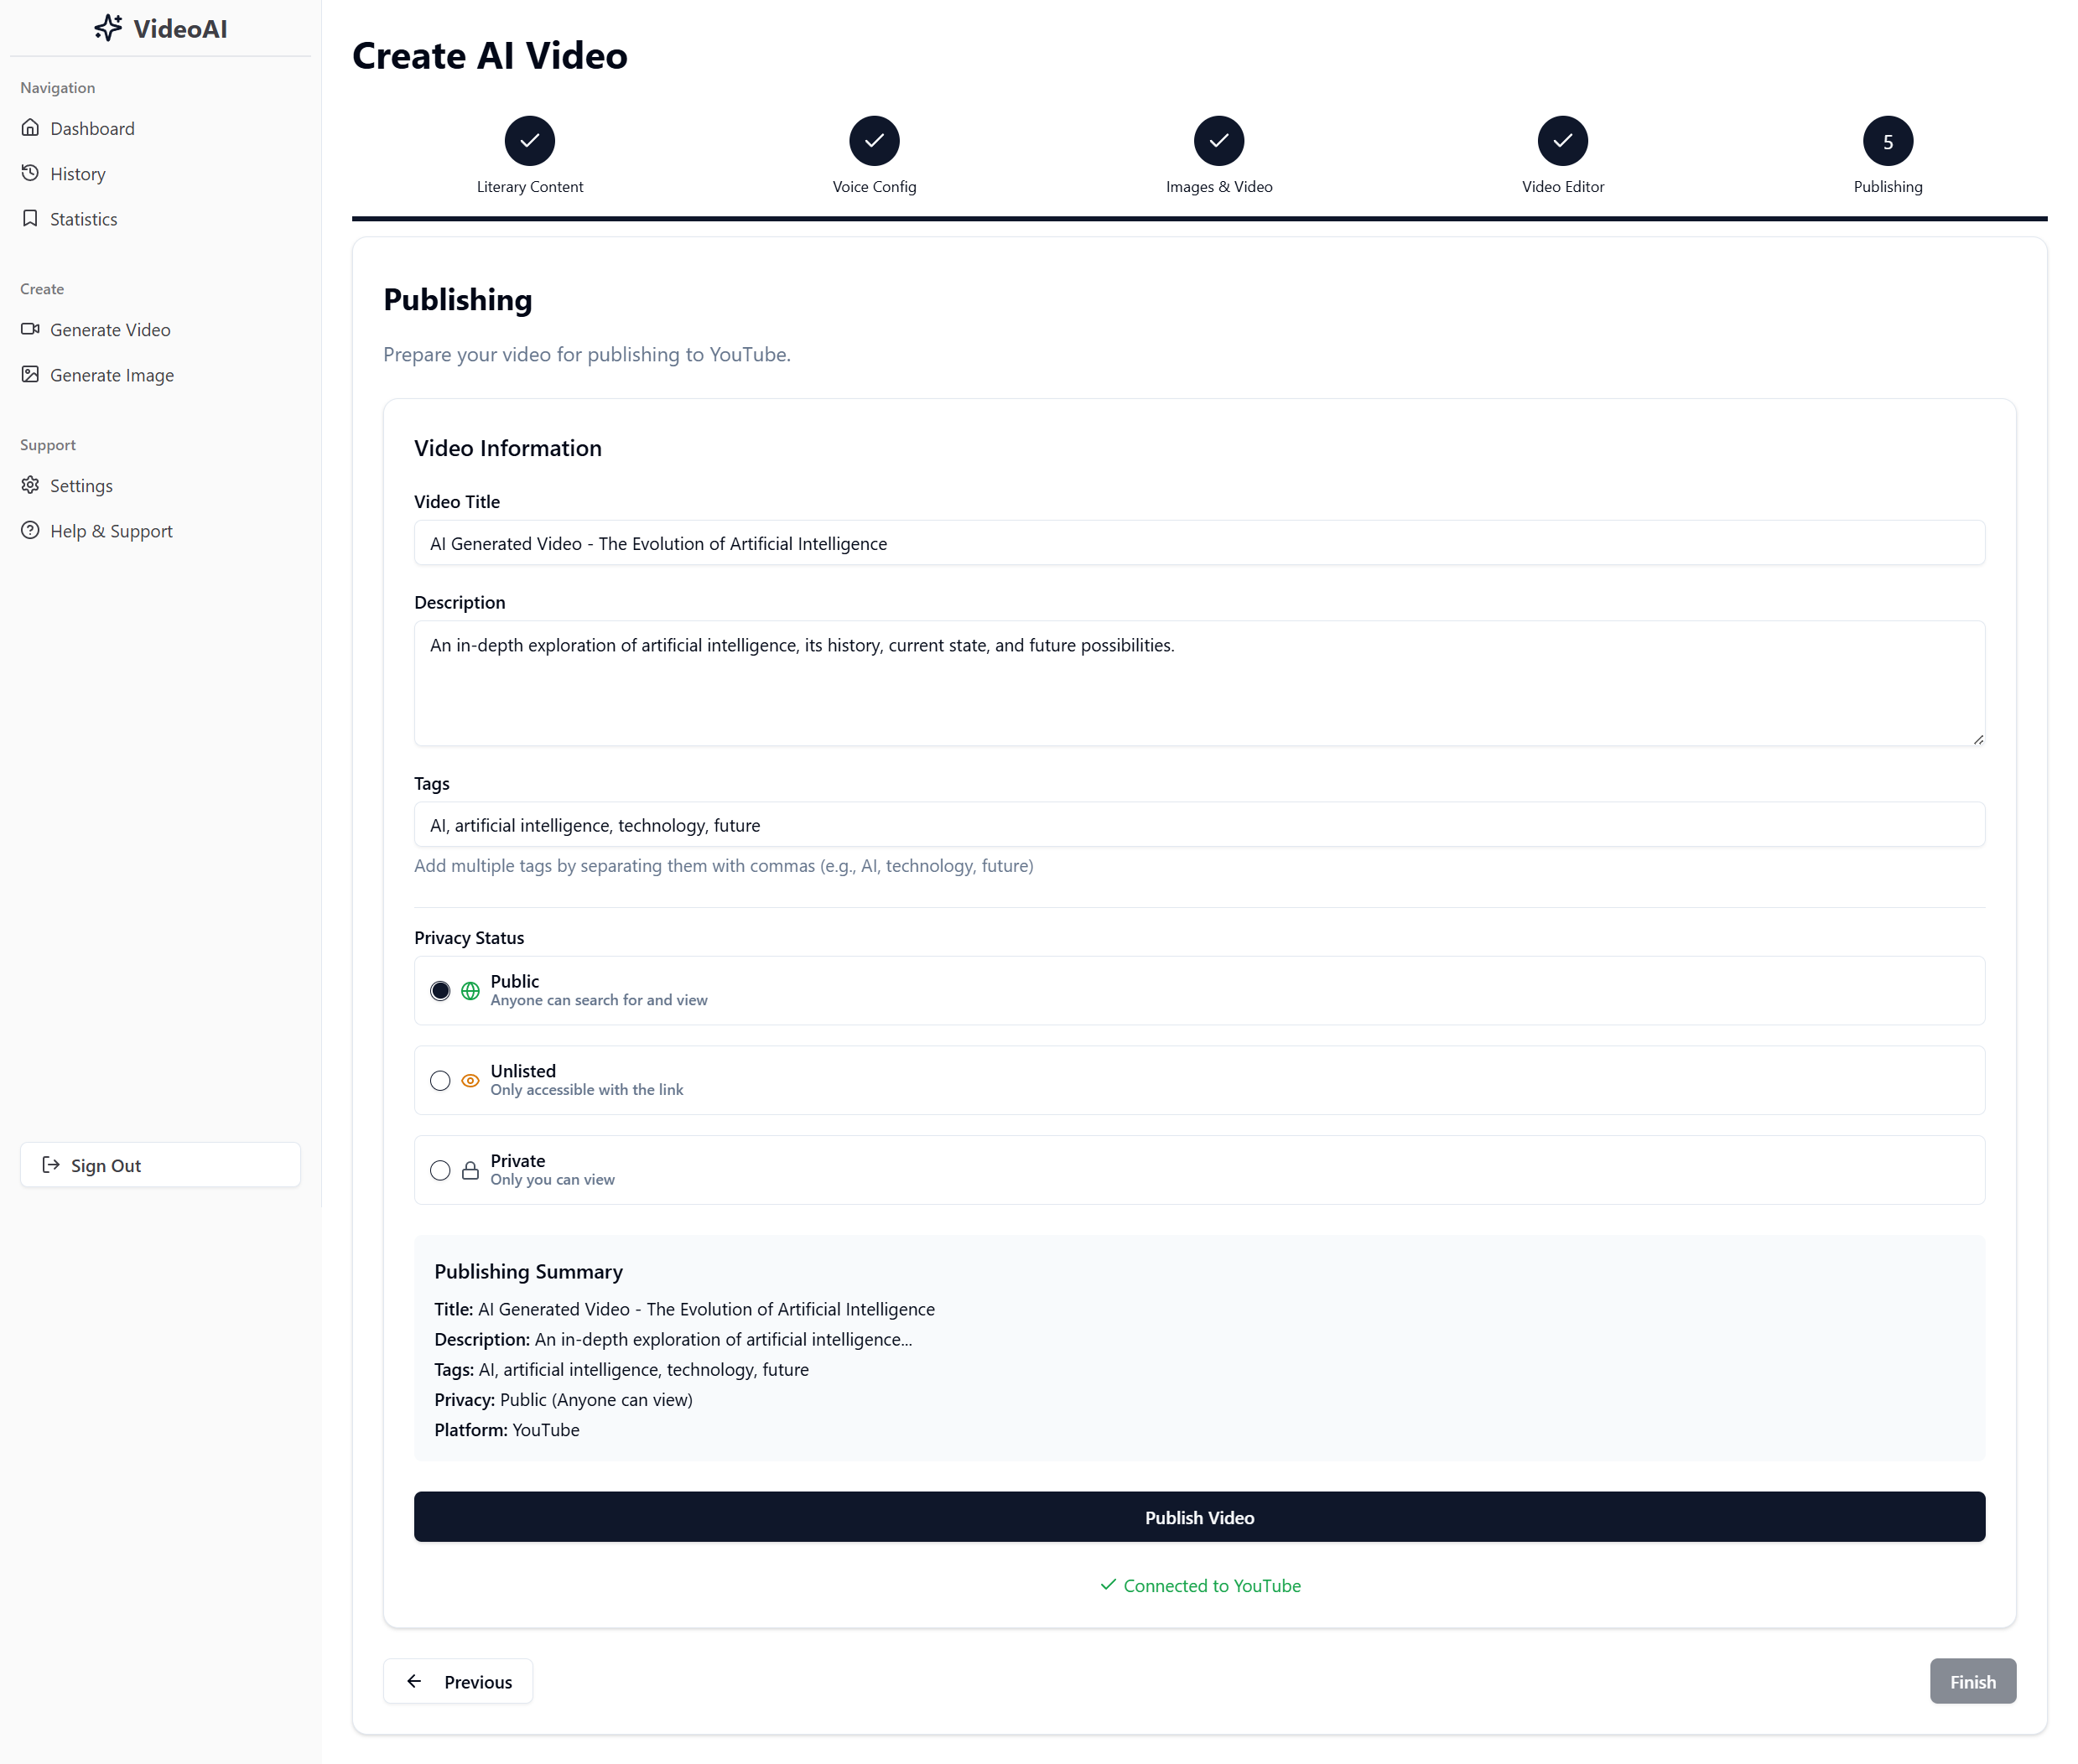 VideoAI
Navigation
Dashboard
History
Statistics
Create
Generate Video
Generate Image
Support
Settings
Help & Support
Sign Out
Create AI Video
5
Literary Content
Voice Config
Images & Video
Video Editor
Publishing
Publishing
Prepare your video for publishing to YouTube.
Video Information
Video Title
AI Generated Video - The Evolution of Artificial Intelligence
Description
An in-depth exploration of artificial intelligence, its history, current state, and future possibilities.
Tags
AI, artificial intelligence, technology, future
Add multiple tags by separating them with commas (e.g., AI, technology, future)
Privacy Status
Public
Anyone can search for and view
Unlisted
Only accessible with the link
Private
Only you can view
Publishing Summary
Title: AI Generated Video - The Evolution of Artificial Intelligence
Description: An in-depth exploration of artificial intelligence...
Tags: AI, artificial intelligence, technology, future
Privacy: Public (Anyone can view)
Platform: YouTube
Publish Video
Connected to YouTube
Previous
Finish